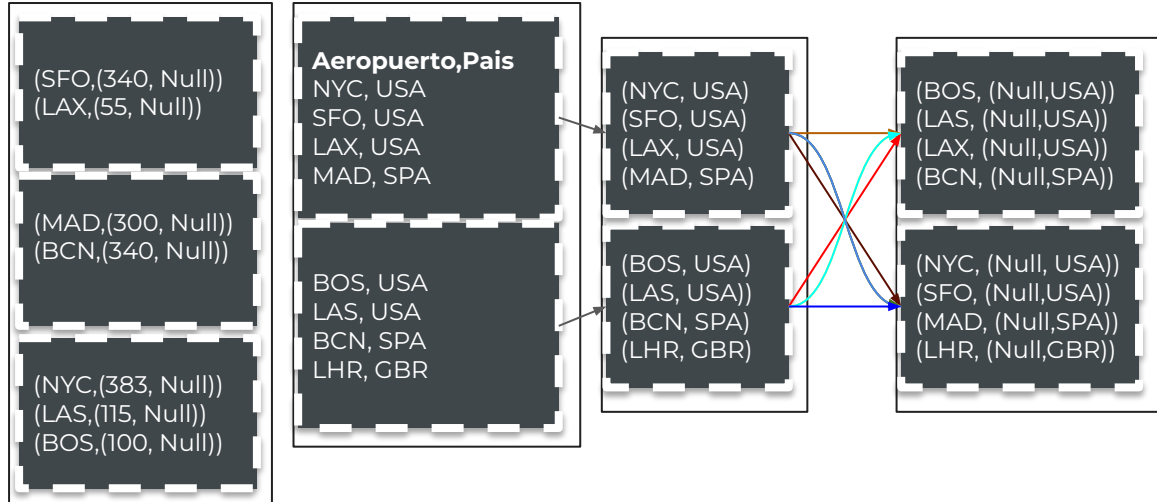 (SFO,(340, Null))
(LAX,(55, Null))
(MAD,(300, Null))
(BCN,(340, Null))
(NYC,(383, Null))
(LAS,(115, Null))
(BOS,(100, Null))
Aeropuerto,Pais
NYC, USA
SFO, USA
LAX, USA
MAD, SPA
BOS, USA
LAS, USA
BCN, SPA
LHR, GBR
(NYC, USA)
(SFO, USA)
(LAX, USA)
(MAD, SPA)
(BOS, USA)
(LAS, USA))
(BCN, SPA)
(LHR, GBR)
(BOS, (Null,USA))
(LAS, (Null,USA))
(LAX, (Null,USA))
(BCN, (Null,SPA))
(NYC, (Null, USA))
(SFO, (Null,USA))
(MAD, (Null,SPA))
(LHR, (Null,GBR))